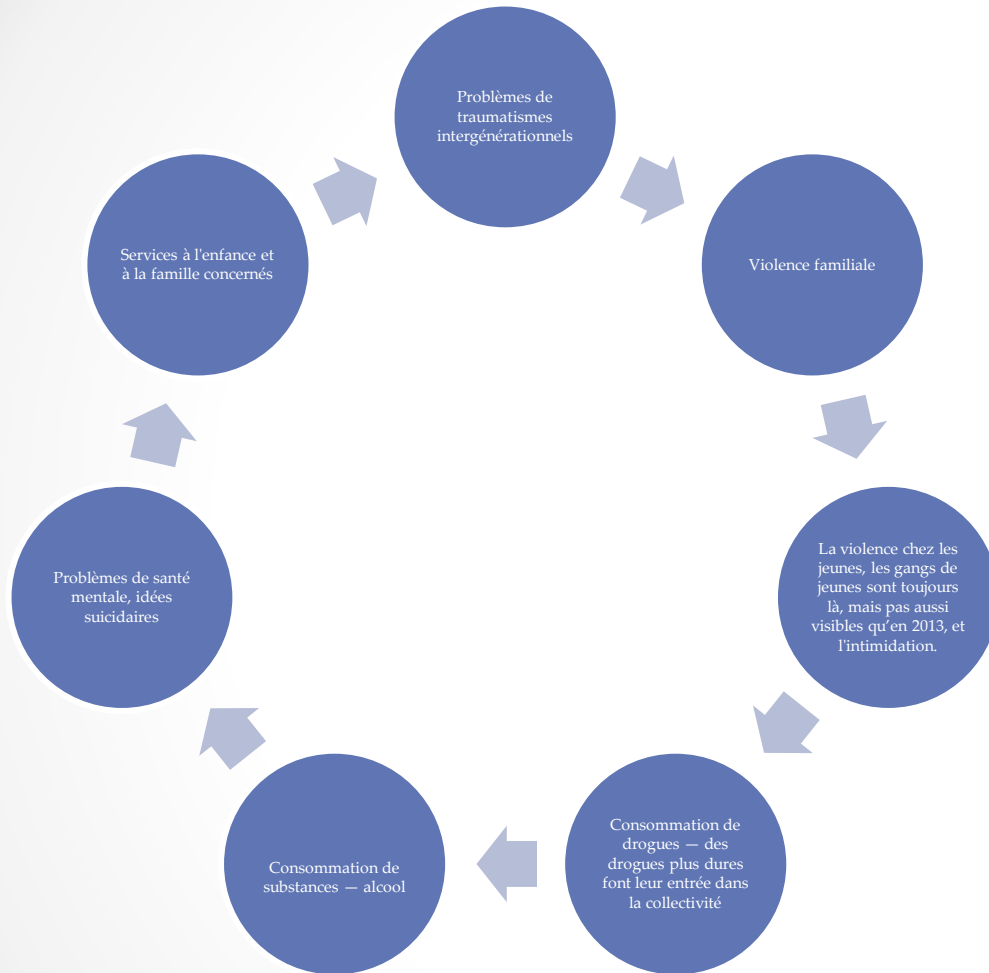 Problèmes de
traumatismes
intergénérationnels
Violence familiale
La violence chez les
jeunes, les gangs de
jeunes sont toujours
là, mais pas aussi
visibles qu’en 2013, et
l'intimidation.
Consommation de
drogues — des
drogues plus dures
font leur entrée dans
la collectivité
Consommation de
substances — alcool
Problèmes de santé
mentale, idées
suicidaires
Services à l'enfance et
à la famille concernés